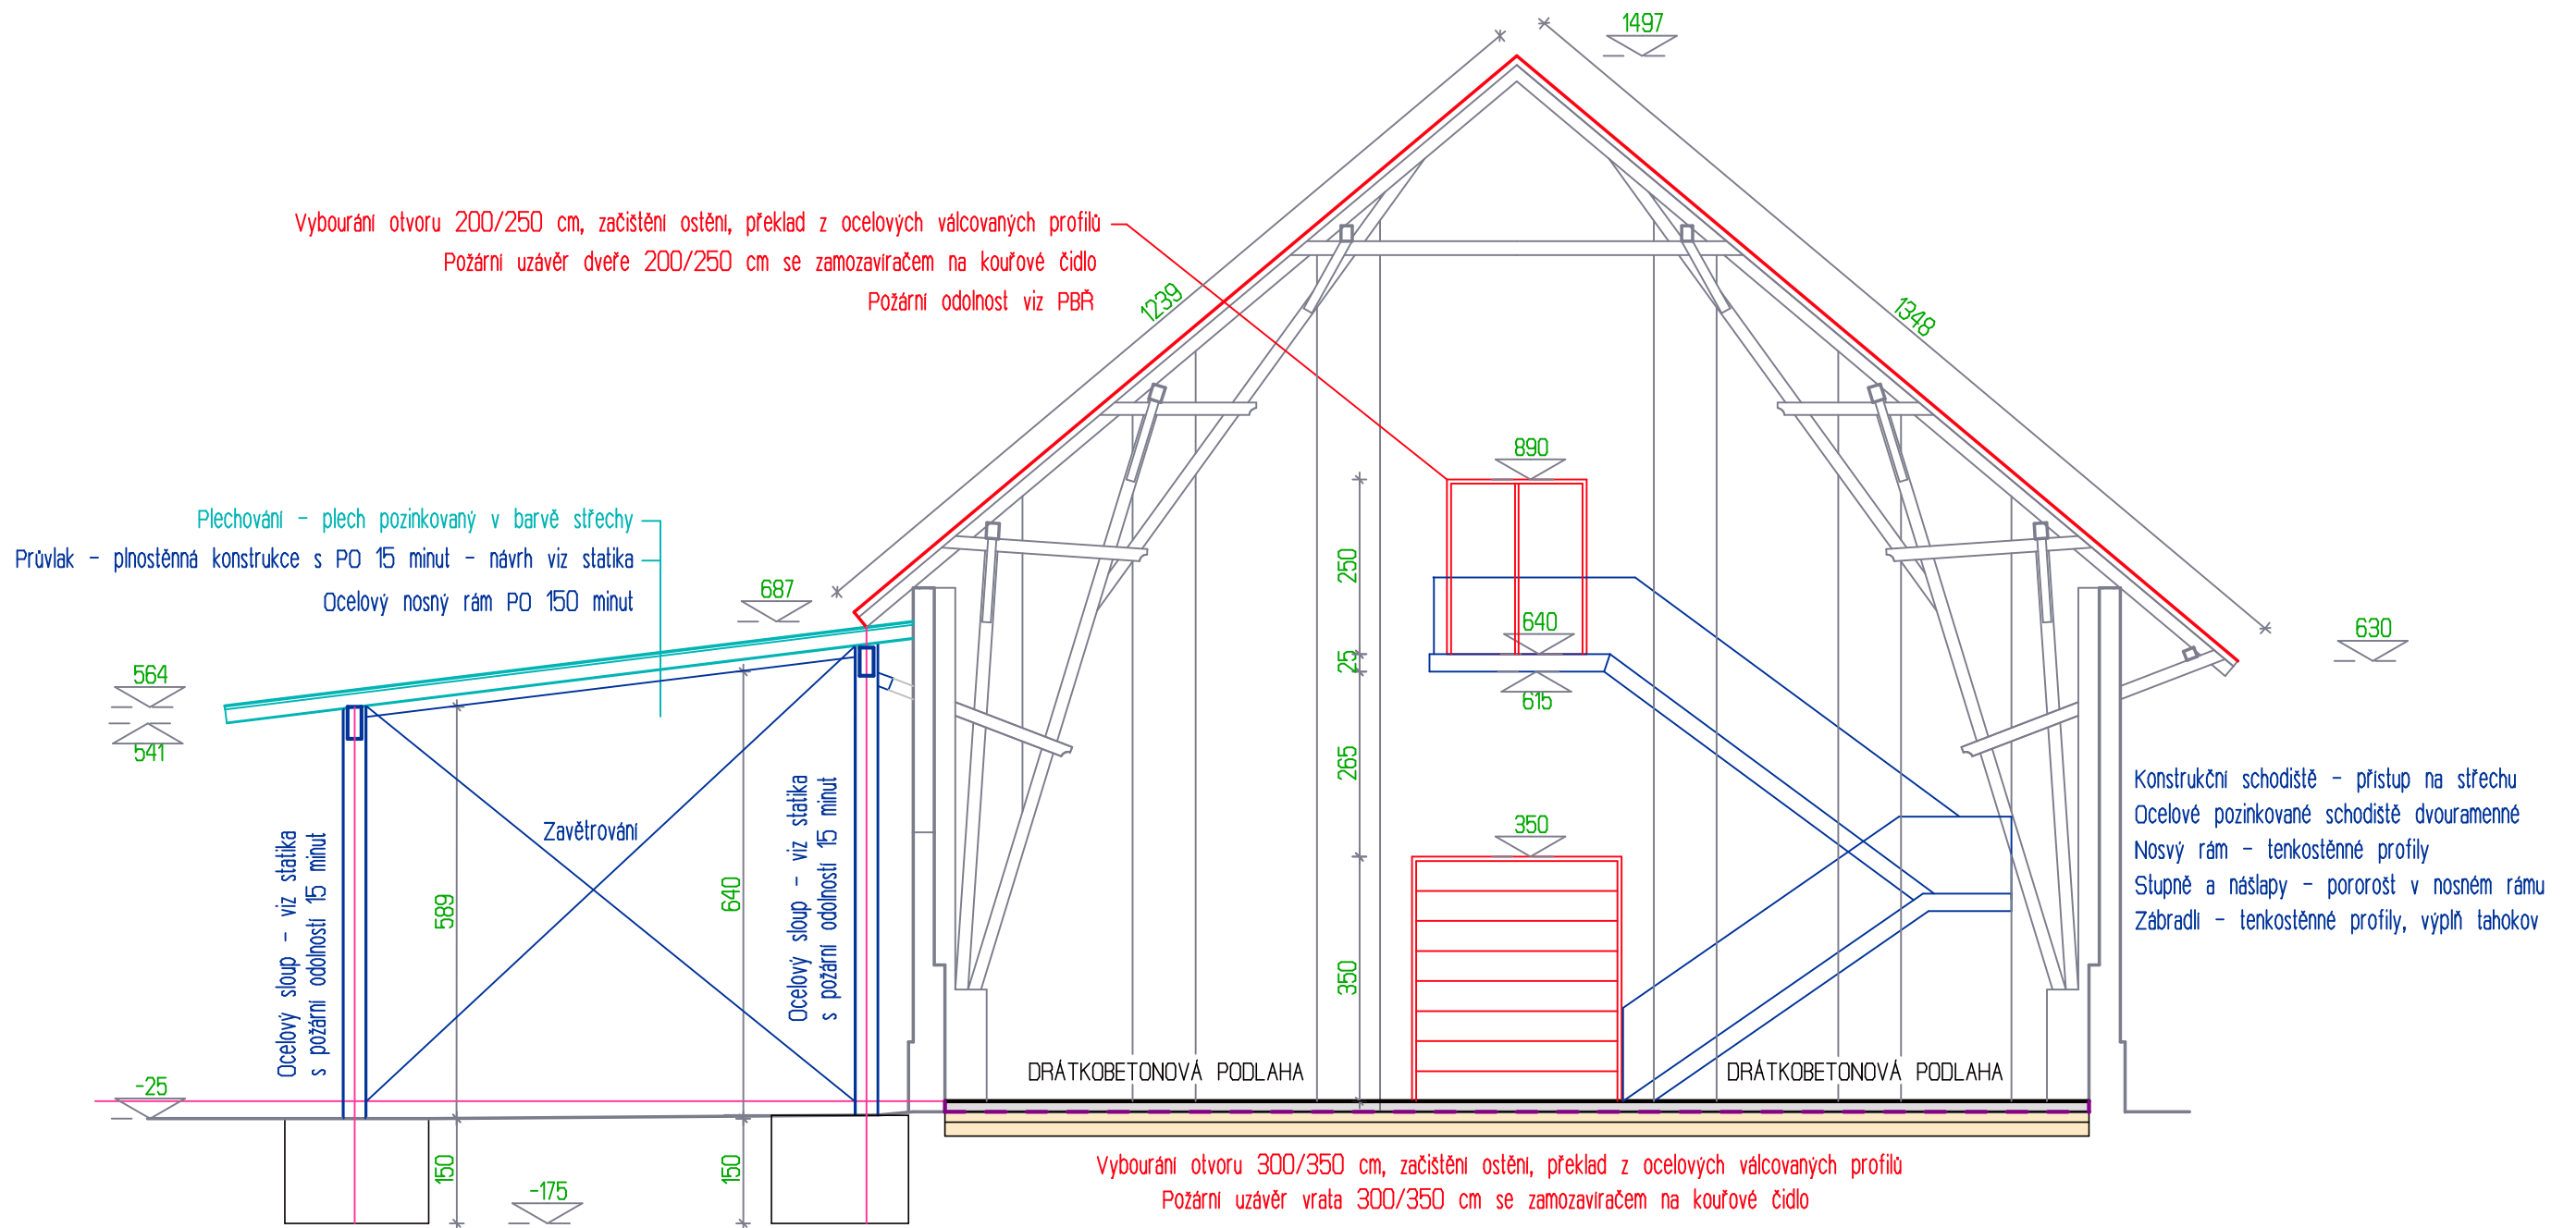 1497
Vybourání otvoru 200/250 cm, začištění ostění, překlad z ocelových válcovaných profilů
Požární uzávěr dveře 200/250 cm se zamozavíračem na kouřové čidlo
Požární odolnost viz PBŘ
1239
1348
890
250
Plechování - plech pozinkovaný v barvě střechy
Průvlak - plnostěnná konstrukce s PO 15 minut - návrh viz statika
Ocelový nosný rám PO 150 minut
687
640
630
25
564
615
541
265
Konstrukční schodiště - přístup na střechu
Ocelové pozinkované schodiště dvouramenné
Nosvý rám - tenkostěnné profily
Stupně a nášlapy - pororošt v nosném rámu
Zábradlí - tenkostěnné profily, výplň tahokov
Zavětrování
350
Ocelový sloup - viz statika
s požární odolností 15 minut
589
640
Ocelový sloup - viz statika
s požární odolností 15 minut
350
DRÁTKOBETONOVÁ PODLAHA
DRÁTKOBETONOVÁ PODLAHA
-25
150
150
-175
Vybourání otvoru 300/350 cm, začištění ostění, překlad z ocelových válcovaných profilů
Požární uzávěr vrata 300/350 cm se zamozavíračem na kouřové čidlo